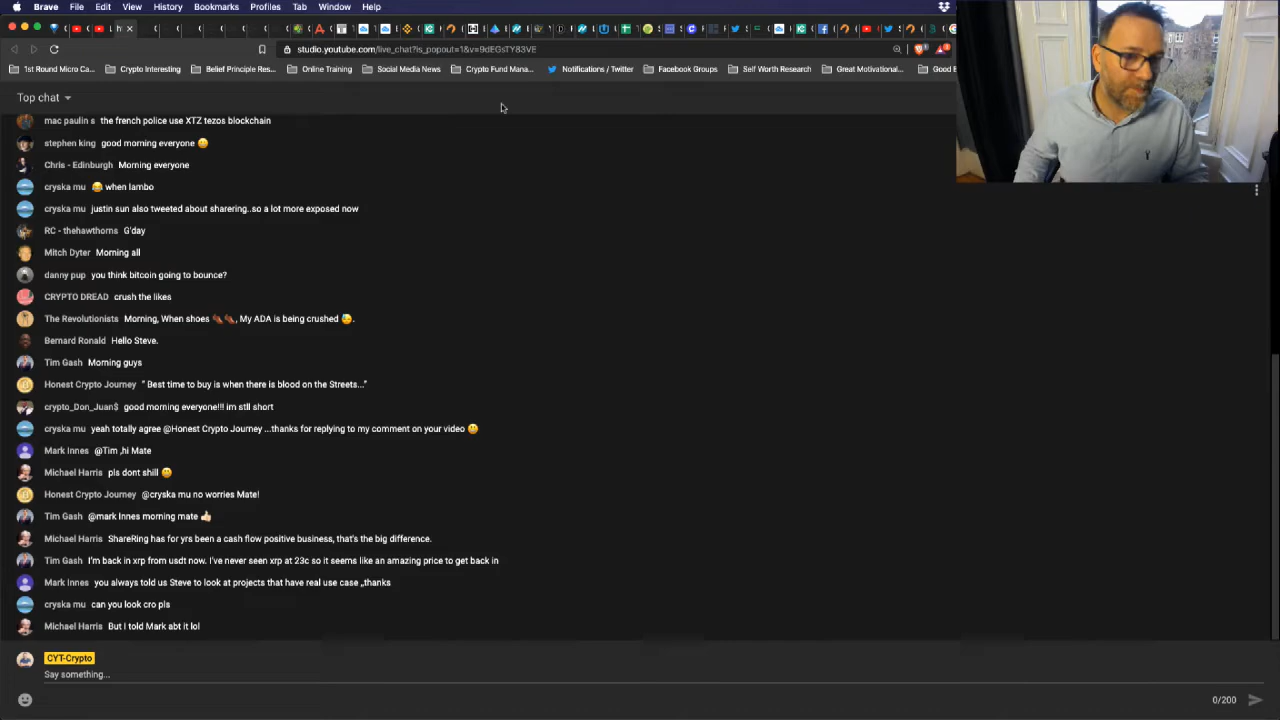 Brave File Edit View History Bookmarks Profiles Tab Window Help
studio.youtube.com/live_chat?is_popout=1&v=9dEGsTY83VE
1st Round Micro Ca... Crypto Interesting Belief Principle Res... Online Training Social Media News Crypto Fund Mana... Notifications / Twitter Facebook Groups Self Worth Research Great Motivational...
Top chat
mac paulin s the french police use XTZ tezos blockchain
stephen king good morning everyone 😀
Chris - Edinburgh Morning everyone
cryska mu 😂 when lambo
cryska mu justin sun also tweeted about sharering..so a lot more exposed now
RC - thehawthorns G'day
Mitch Dyter Morning all
danny pup you think bitcoin going to bounce?
CRYPTO DREAD crush the likes
The Revolutionists Morning, When shoes 👞👞, My ADA is being crushed 😓.
Bernard Ronald Hello Steve.
Tim Gash Morning guys
Honest Crypto Journey " Best time to buy is when there is blood on the Streets..."
crypto_Don_Juan$ good morning everyone!!! im stll short
cryska mu yeah totally agree @Honest Crypto Journey ...thanks for replying to my comment on your video 😃
Mark Innes @Tim ,hi Mate
Michael Harris pls dont shill 😃
Honest Crypto Journey @cryska mu no worries Mate!
Tim Gash @mark Innes morning mate 👍🏻
Michael Harris ShareRing has for yrs been a cash flow positive business, that's the big difference.
Tim Gash I'm back in xrp from usdt now. I've never seen xrp at 23c so it seems like an amazing price to get back in
Mark Innes you always told us Steve to look at projects that have real use case ,,thanks
cryska mu can you look cro pls
Michael Harris But I told Mark abt it lol
CYT-Crypto
Say something...
0/200